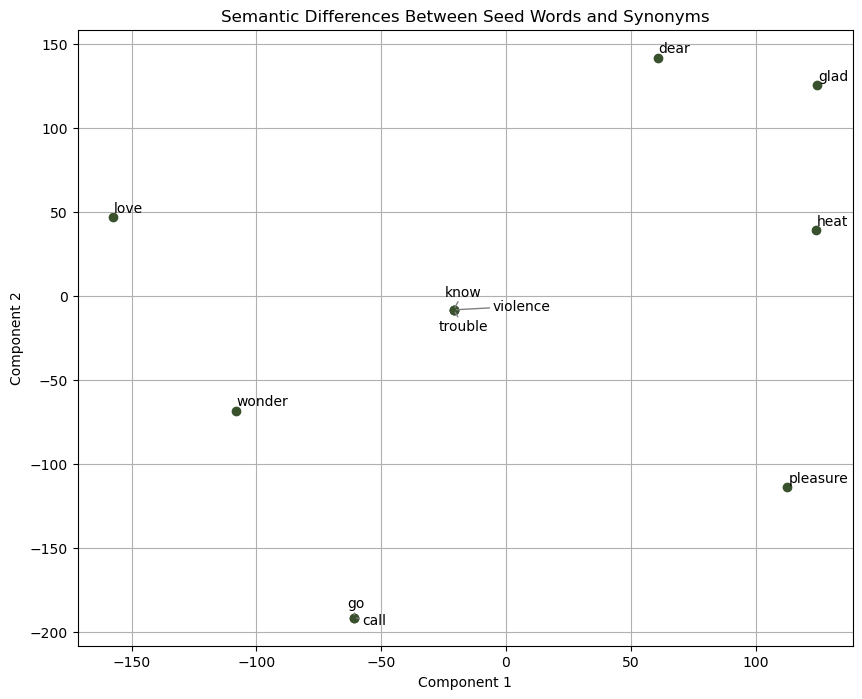 Semantic Differences Between Seed Words and Synonyms
150
100
50
0
−50
−100
−150
−200
Component 2
dear
glad
love
heat
know
violence
trouble
wonder
pleasure
go
call
−150
−100
−50
0
50
100
Component 1